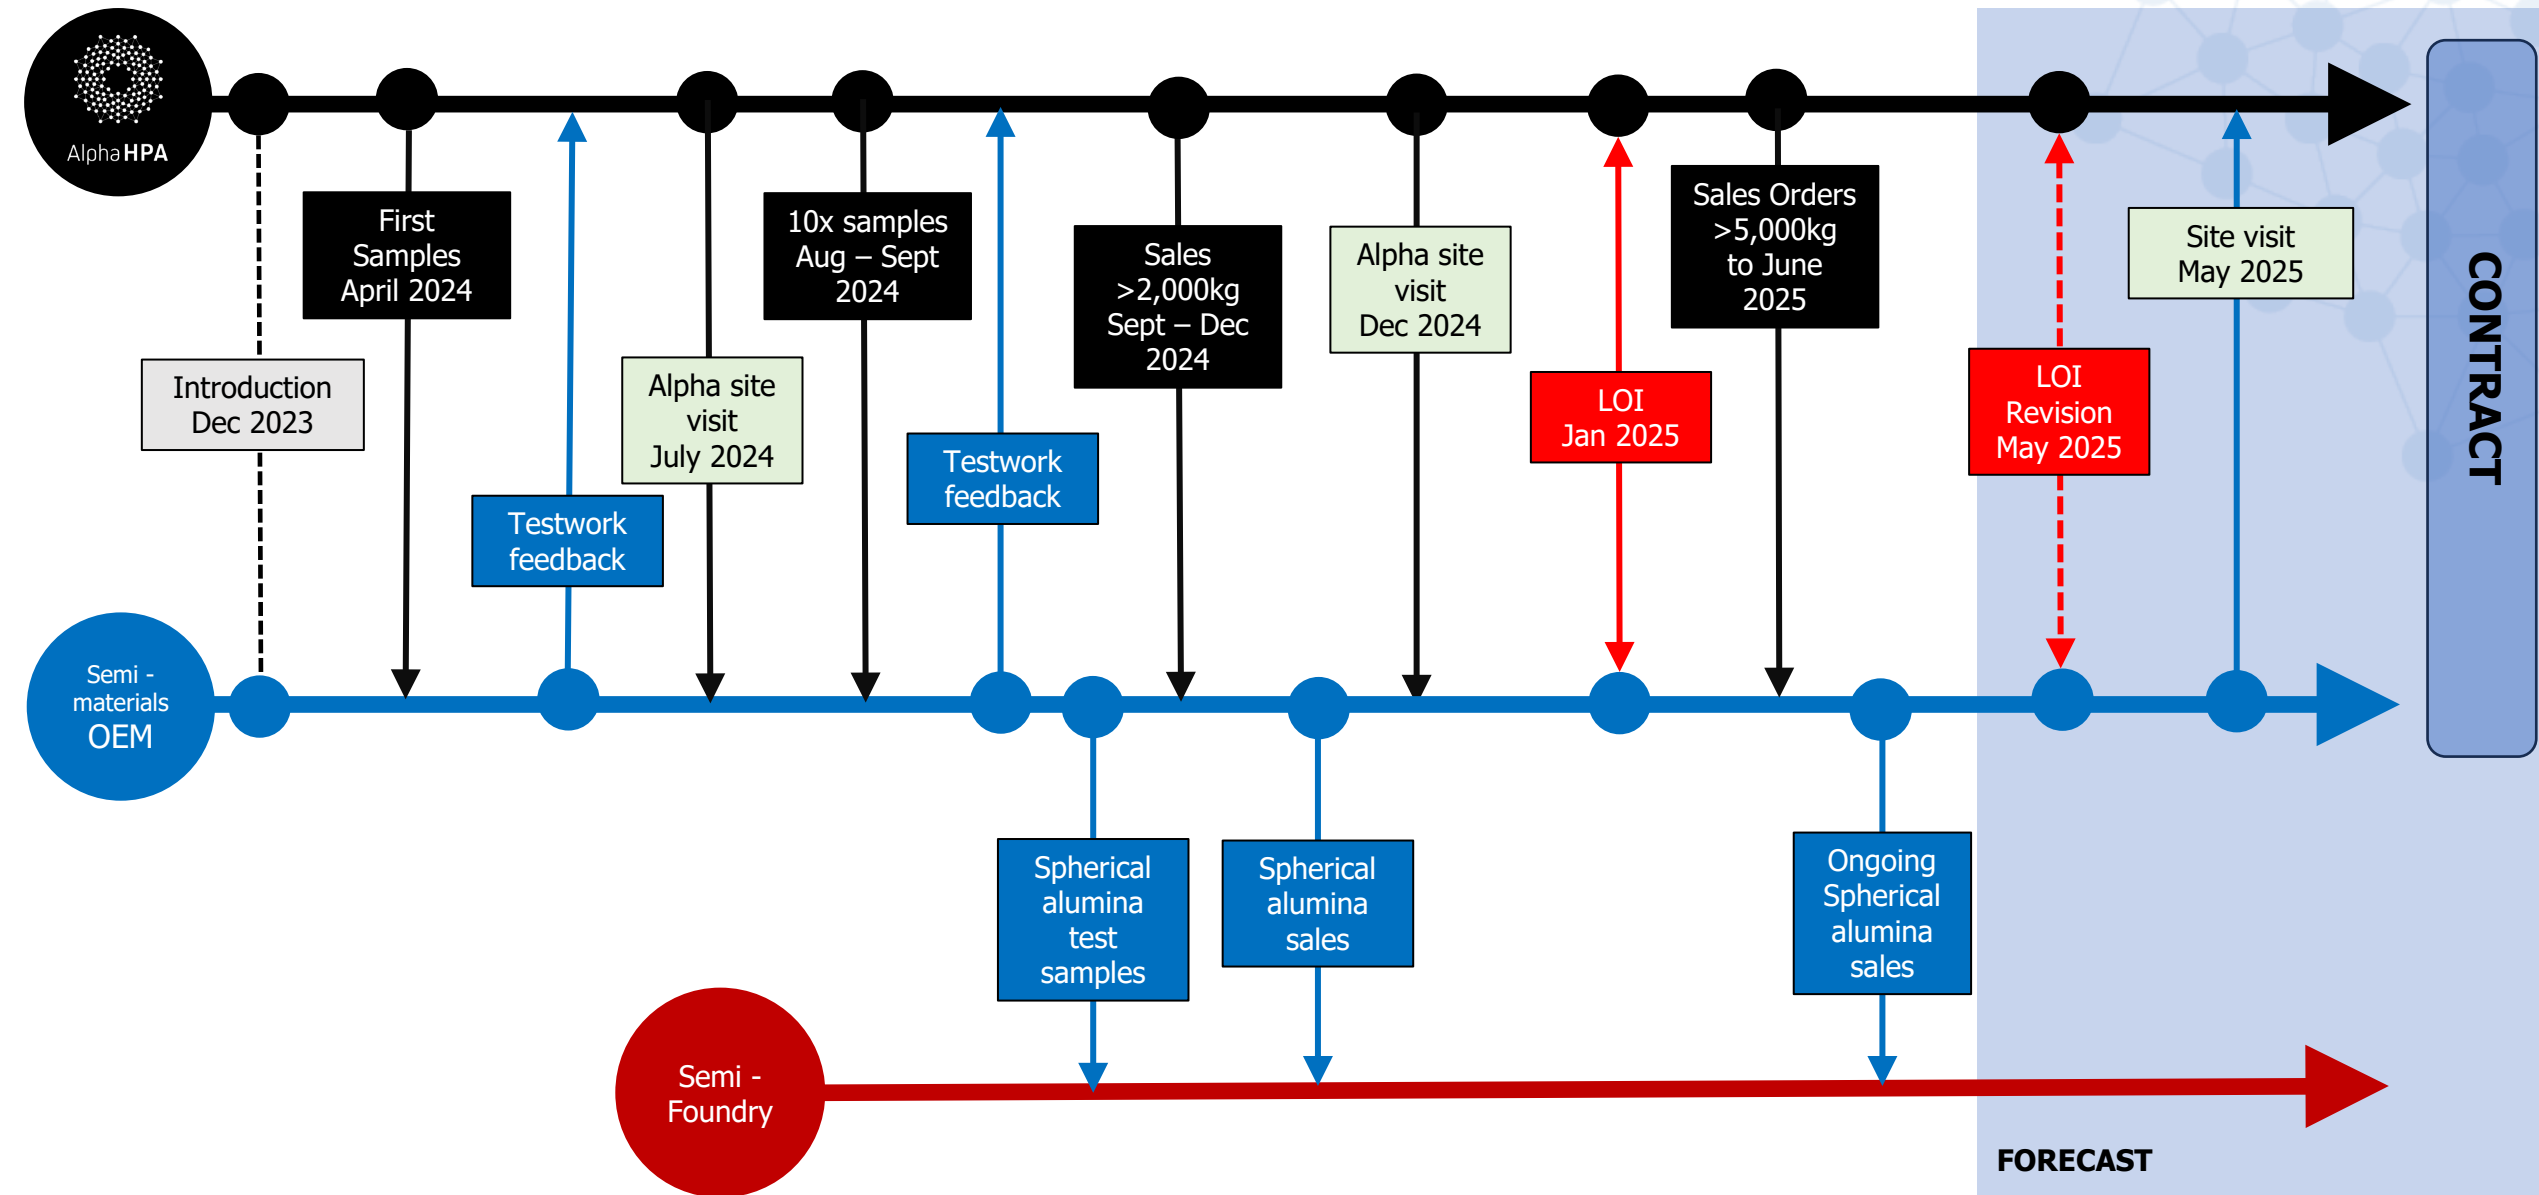 AlphaHPA
First
Samples
April 2024
10x samples
Aug – Sept
2024
Sales
>2,000kg
Sept – Dec
2024
Alpha site
visit
Dec 2024
Sales Orders
>5,000kg
to June
2025
Site visit
May 2025
Introduction
Dec 2023
Alpha site
visit
July 2024
LOI
Jan 2025
LOI
Revision
May 2025
CONTRACT
Testwork
feedback
Testwork
feedback
Semi -
materials
OEM
Spherical
alumina
test
samples
Spherical
alumina
sales
Ongoing
Spherical
alumina
sales
Semi -
Foundry
FORECAST